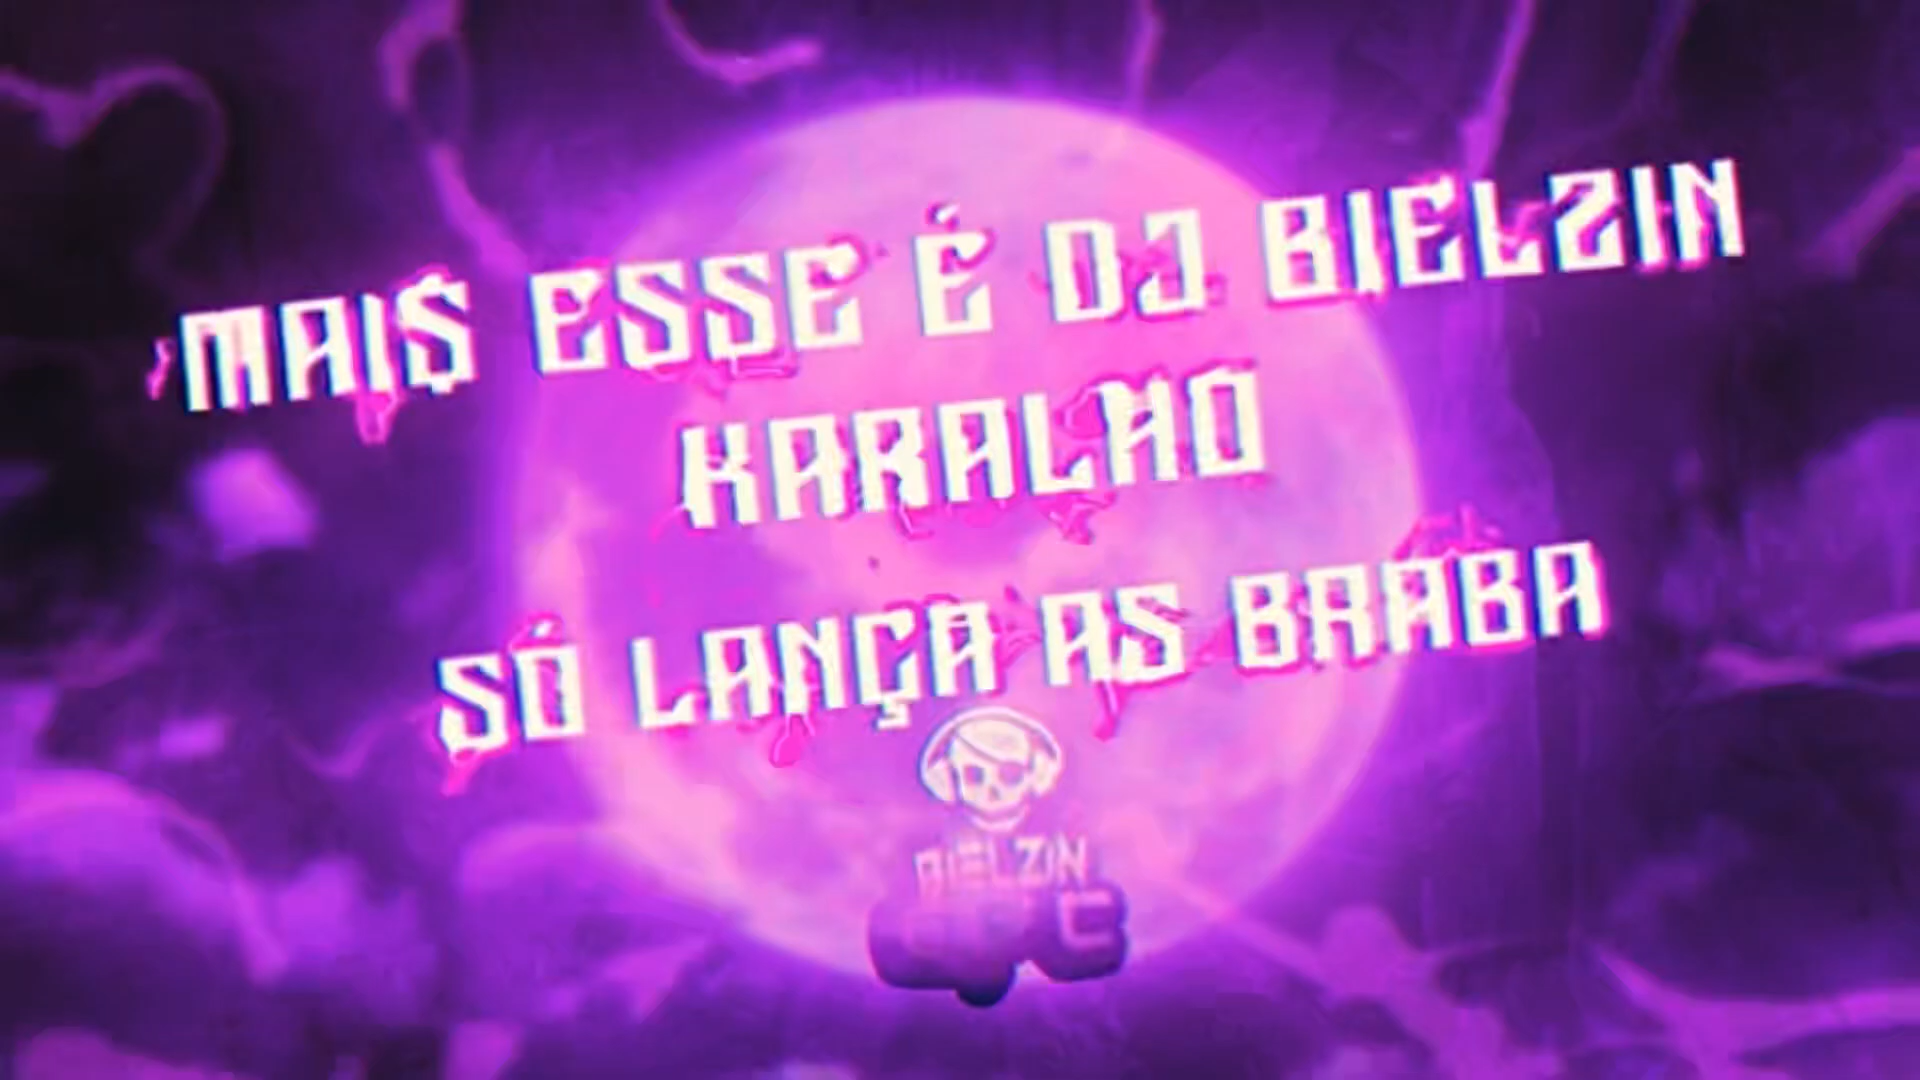 MAIS ESSE É DJ BIELZIN
KARALHO
SÓ LANÇA AS BRABA
BIELZIN